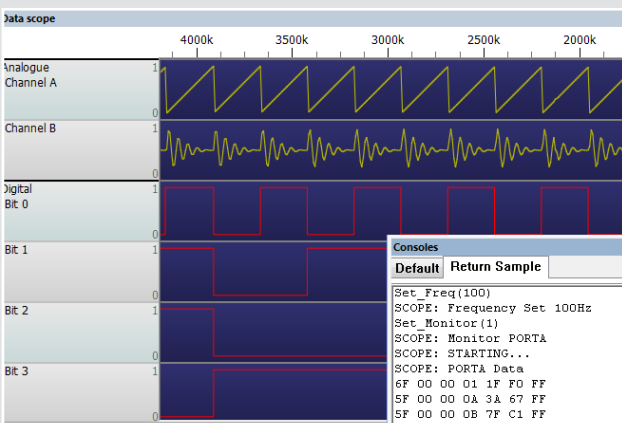 Data scope
4000k 3500k 3000k 2500k 2000k
Analogue
Channel A
1
0
Channel B
1
0
Digital
Bit 0
1
0
Bit 1
1
0
Bit 2
1
0
Bit 3
1
0
Consoles
Default Return Sample
Set_Freq(100)
SCOPE: Frequency Set 100Hz
Set_Monitor(1)
SCOPE: Monitor PORTA
SCOPE: STARTING...
SCOPE: PORTA Data
6F 00 00 01 1F F0 FF
5F 00 00 0A 3A 67 FF
5F 00 00 0B 7F C1 FF